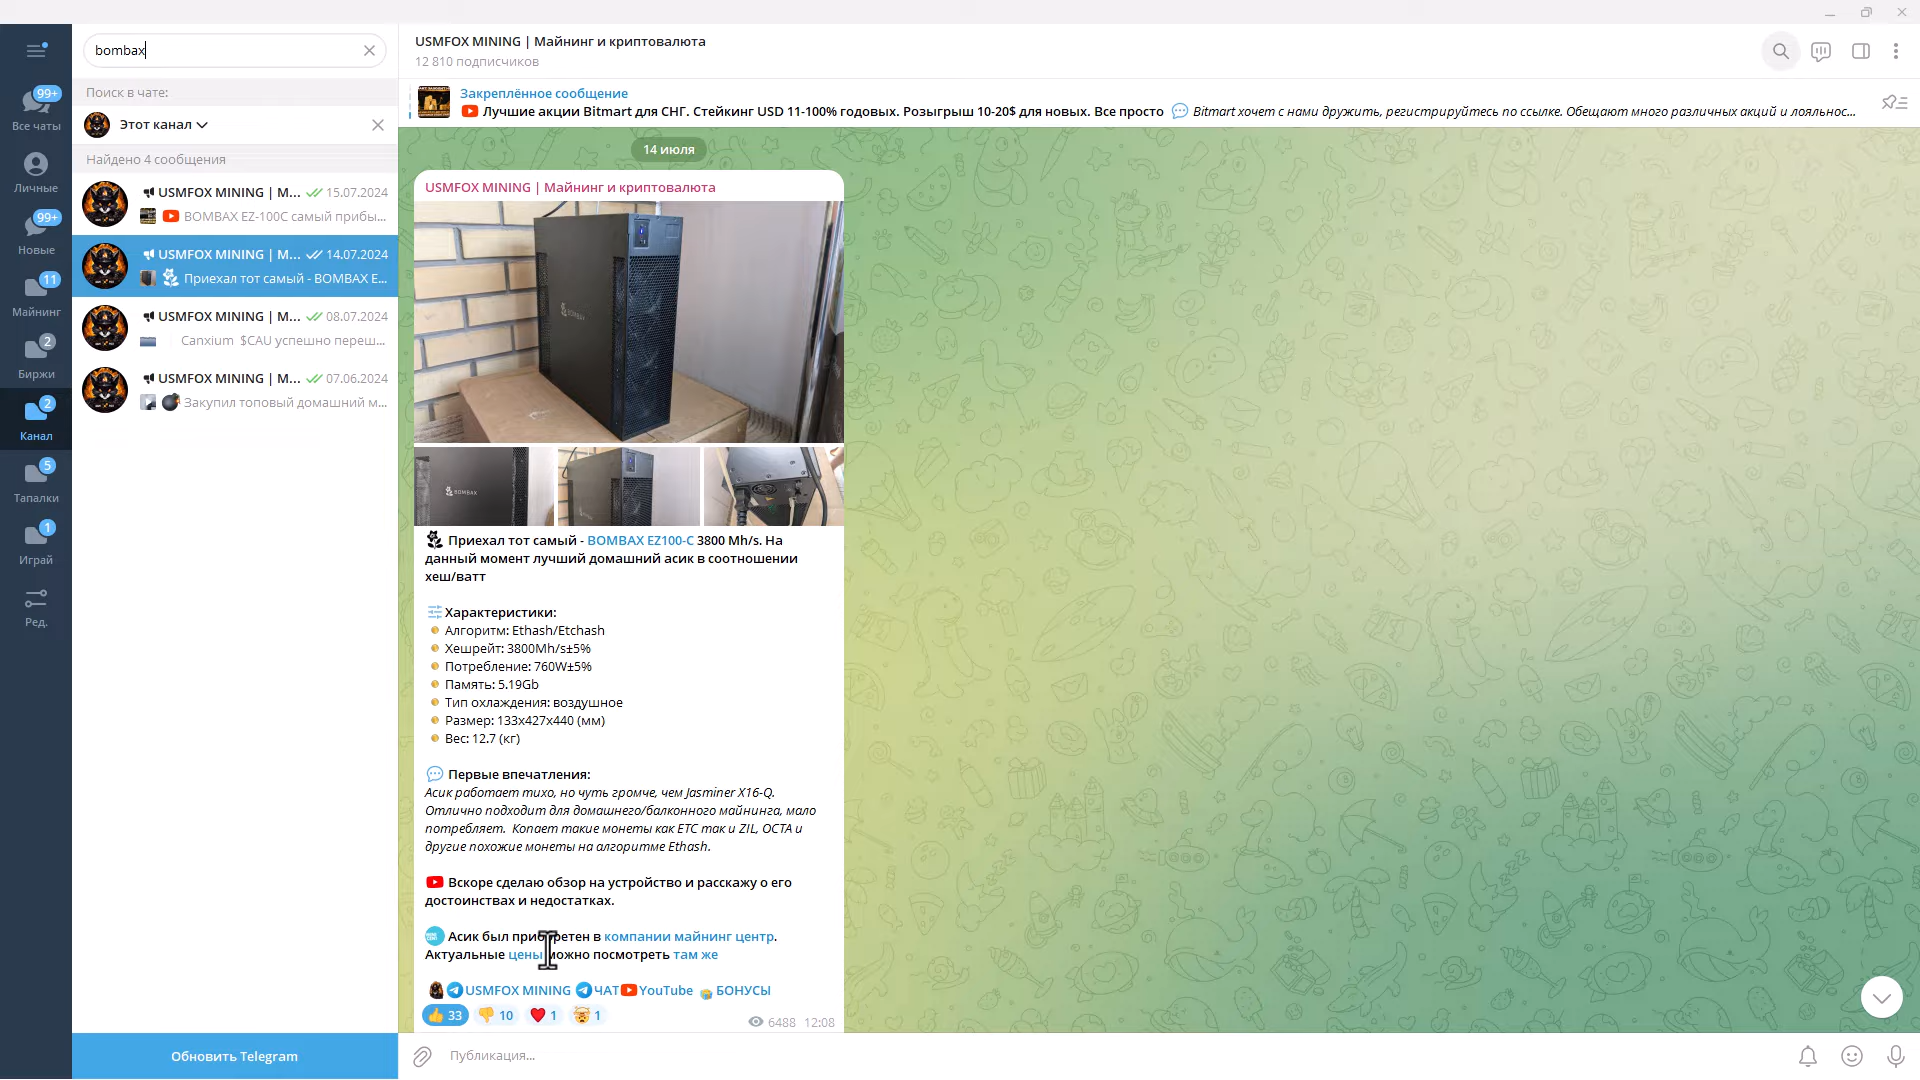 bombax
Поиск в чате:
Этот канал
Найдено 4 сообщения
USMFOX MINING | М... 15.07.2024
BOMBAX EZ-100C самый прибы...
USMFOX MINING | М... 14.07.2024
Приехал тот самый - BOMBAX E...
USMFOX MINING | М... 08.07.2024
Canxium $CAU успешно переш...
USMFOX MINING | М... 07.06.2024
Закупил топовый домашний м...
Обновить Telegram
99+
Все чаты
Личные
99+
Новые
11
Майнинг
2
Биржи
2
Канал
5
Тапалки
1
Играй
Ред.
USMFOX MINING | Майнинг и криптовалюта
12 810 подписчиков
Закреплённое сообщение
Лучшие акции Bitmart для СНГ. Стейкинг USD 11-100% годовых. Розыгрыш 10-20$ для новых. Все просто Bitmart хочет с нами дружить, регистрируйтесь по ссылке. Обещают много различных акций и лояльнос...
14 июля
USMFOX MINING | Майнинг и криптовалюта
BOMBAX
BOMBAX
Приехал тот самый - BOMBAX EZ100-C 3800 Mh/s. На
данный момент лучший домашний асик в соотношении
хеш/ватт
Характеристики:
Алгоритм: Ethash/Etchash
Хешрейт: 3800Mh/s±5%
Потребление: 760W±5%
Память: 5.19Gb
Тип охлаждения: воздушное
Размер: 133x427x440 (мм)
Вес: 12.7 (кг)
Первые впечатления:
Асик работает тихо, но чуть громче, чем Jasminer X16-Q.
Отлично подходит для домашнего/балконного майнинга, мало
потребляет. Копает такие монеты как ETC так и ZIL, OCTA и
другие похожие монеты на алгоритме Ethash.
Вскоре сделаю обзор на устройство и расскажу о его
достоинствах и недостатках.
Асик был приобретен в компании майнинг центр.
Актуальные цены можно посмотреть там же
USMFOX MINING ЧАТ YouTube БОНУСЫ
33 10 1 1
6488 12:08
Публикация...